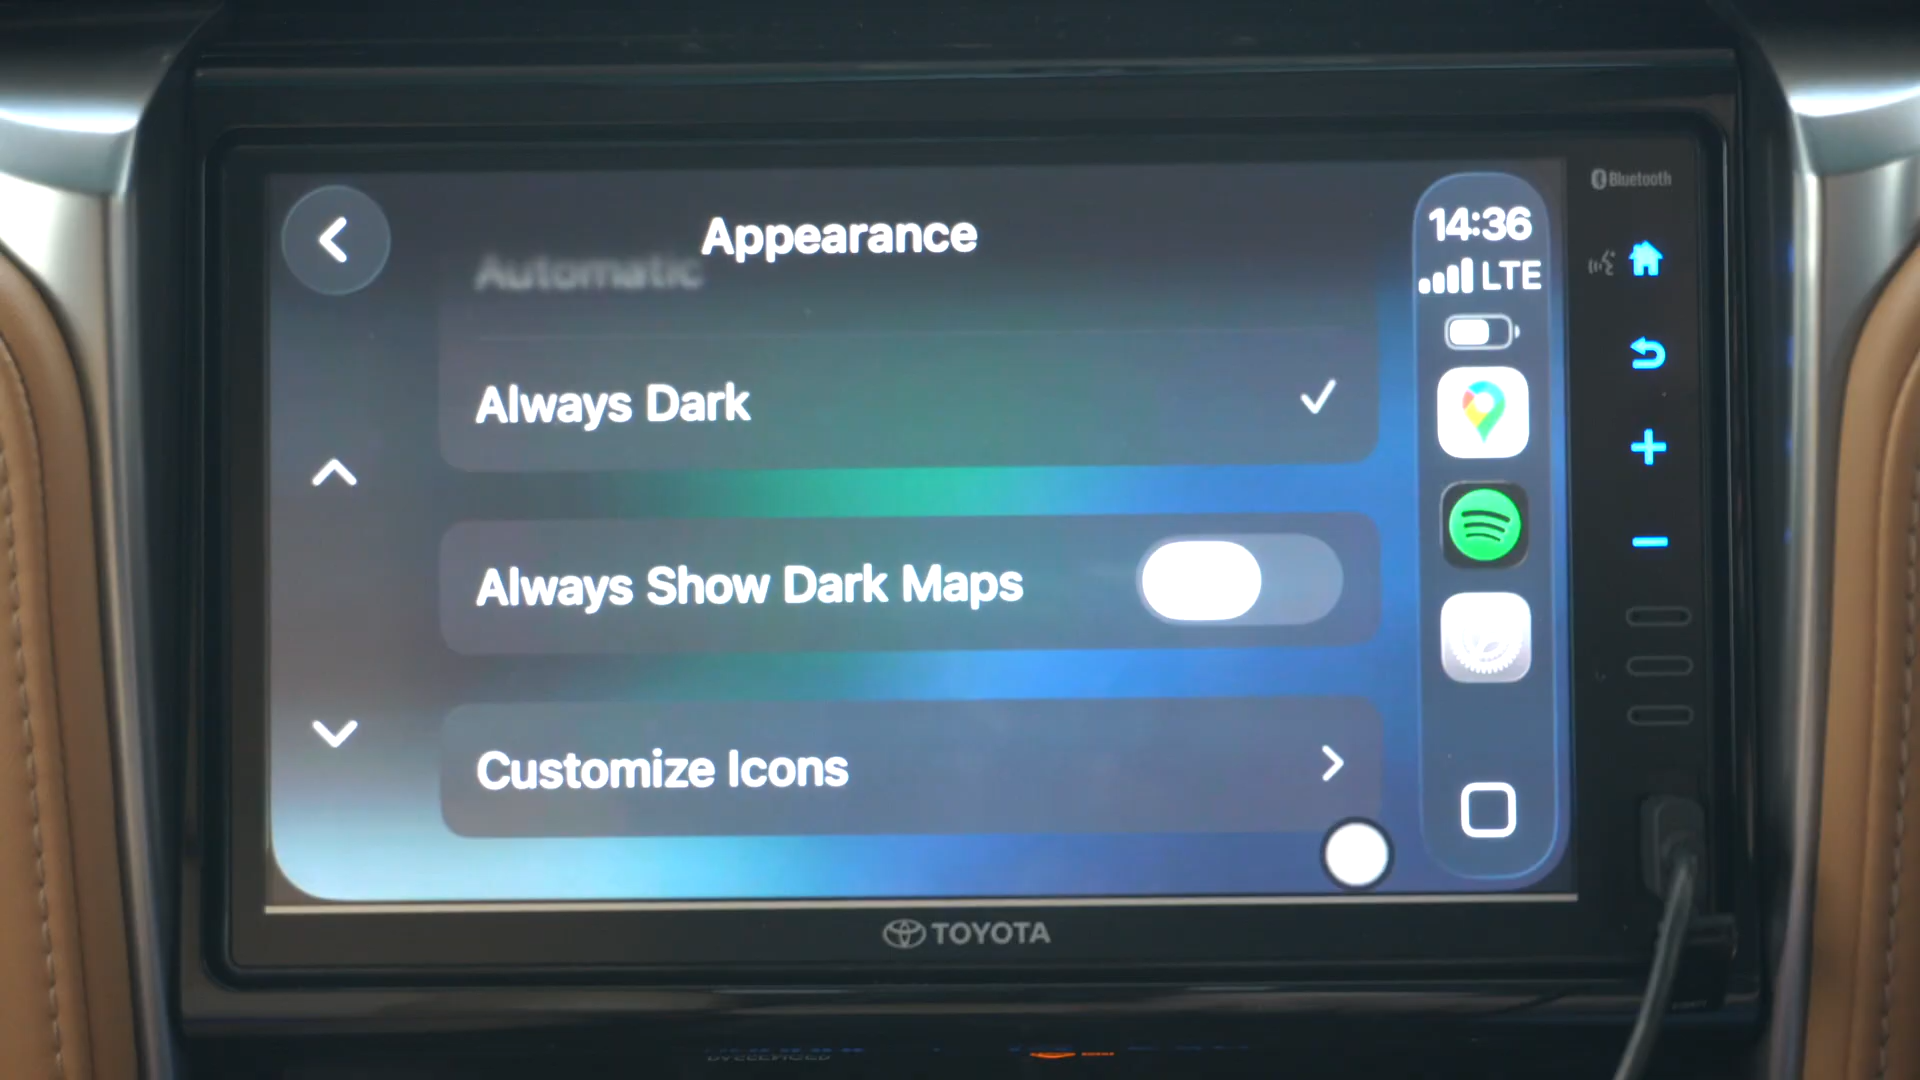 Appearance
Automatic
Always Dark
Always Show Dark Maps
Customize Icons
14:36
LTE
Bluetooth
TOYOTA